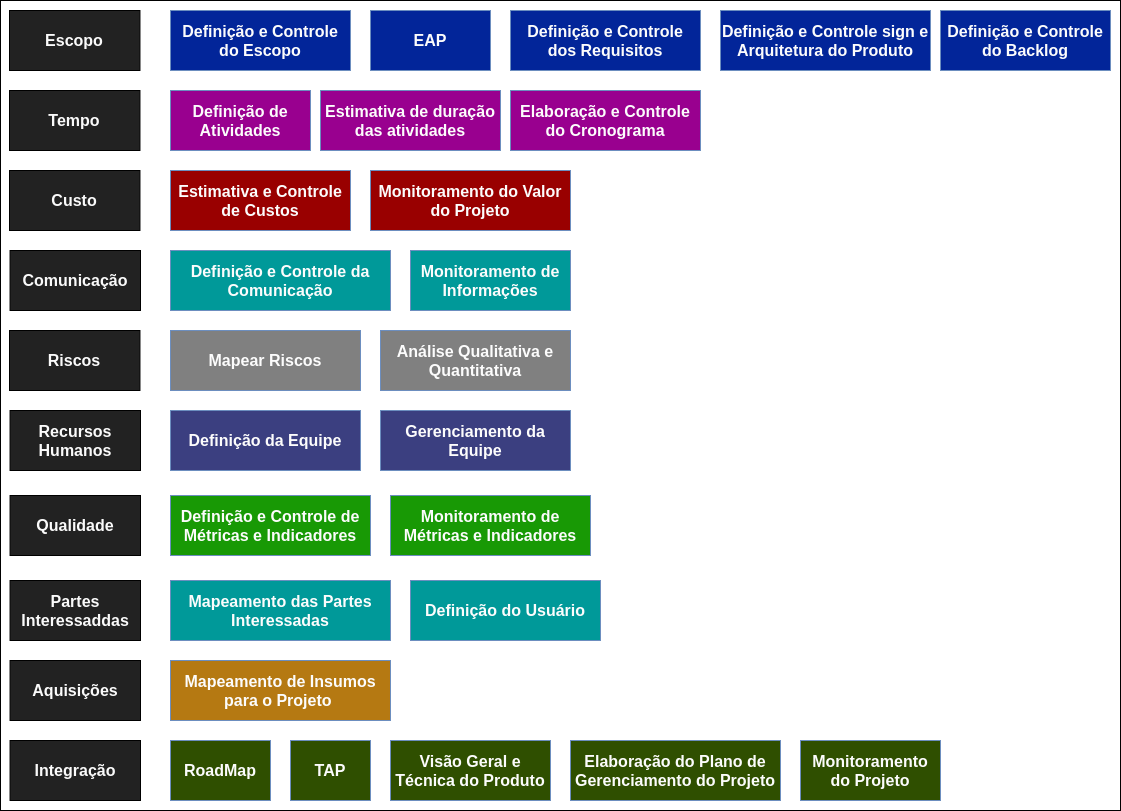 Escopo
Definição e Controle
do Escopo
EAP
Definição e Controle
dos Requisitos
Definição e Controle sign e
Arquitetura do Produto
Definição e Controle
do Backlog
Tempo
Definição de
Atividades
Estimativa de duração
das atividades
Elaboração e Controle
do Cronograma
Custo
Estimativa e Controle
de Custos
Monitoramento do Valor
do Projeto
Comunicação
Definição e Controle da
Comunicação
Monitoramento de
Informações
Riscos
Mapear Riscos
Análise Qualitativa e
Quantitativa
Recursos
Humanos
Definição da Equipe
Gerenciamento da
Equipe
Qualidade
Definição e Controle de
Métricas e Indicadores
Monitoramento de
Métricas e Indicadores
Partes
Interessaddas
Mapeamento das Partes
Interessadas
Definição do Usuário
Aquisições
Mapeamento de Insumos
para o Projeto
Integração
RoadMap
TAP
Visão Geral e
Técnica do Produto
Elaboração do Plano de
Gerenciamento do Projeto
Monitoramento
do Projeto